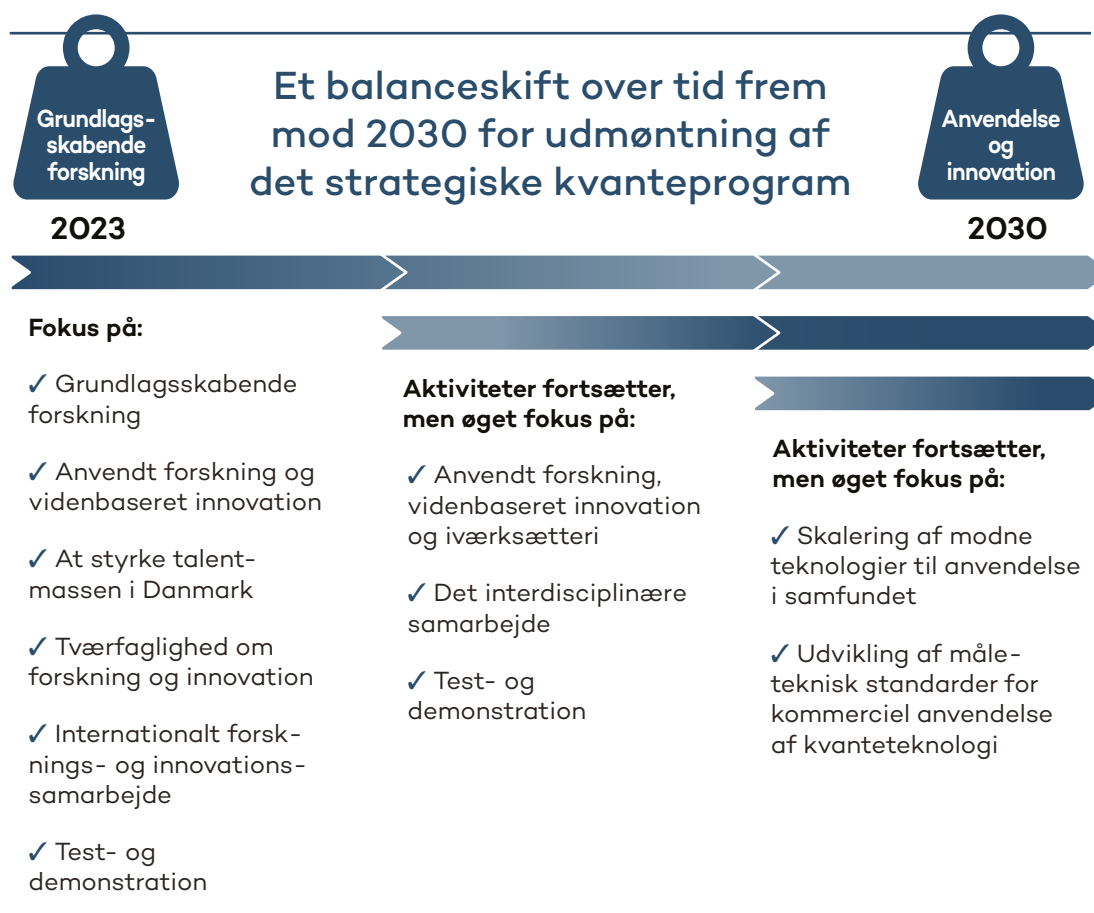 Grundlags-
skabende
forskning
2023
Et balanceskift over tid frem
mod 2030 for udmøntning af
det strategiske kvanteprogram
Anvendelse
og
innovation
2030
Fokus på:
✓ Grundlagsskabende
forskning
✓ Anvendt forskning og
videnbaseret innovation
✓ At styrke talent-
massen i Danmark
✓ Tværfaglighed om
forskning og innovation
✓ Internationalt forsk-
nings- og innovations-
samarbejde
✓ Test- og
demonstration
Aktiviteter fortsætter,
men øget fokus på:
✓ Anvendt forskning,
videnbaseret innovation
og iværksætteri
✓ Det interdisciplinære
samarbejde
✓ Test- og
demonstration
Aktiviteter fortsætter,
men øget fokus på:
✓ Skalering af modne
teknologier til anvendelse
i samfundet
✓ Udvikling af måle-
teknisk standarder for
kommerciel anvendelse
af kvanteteknologi